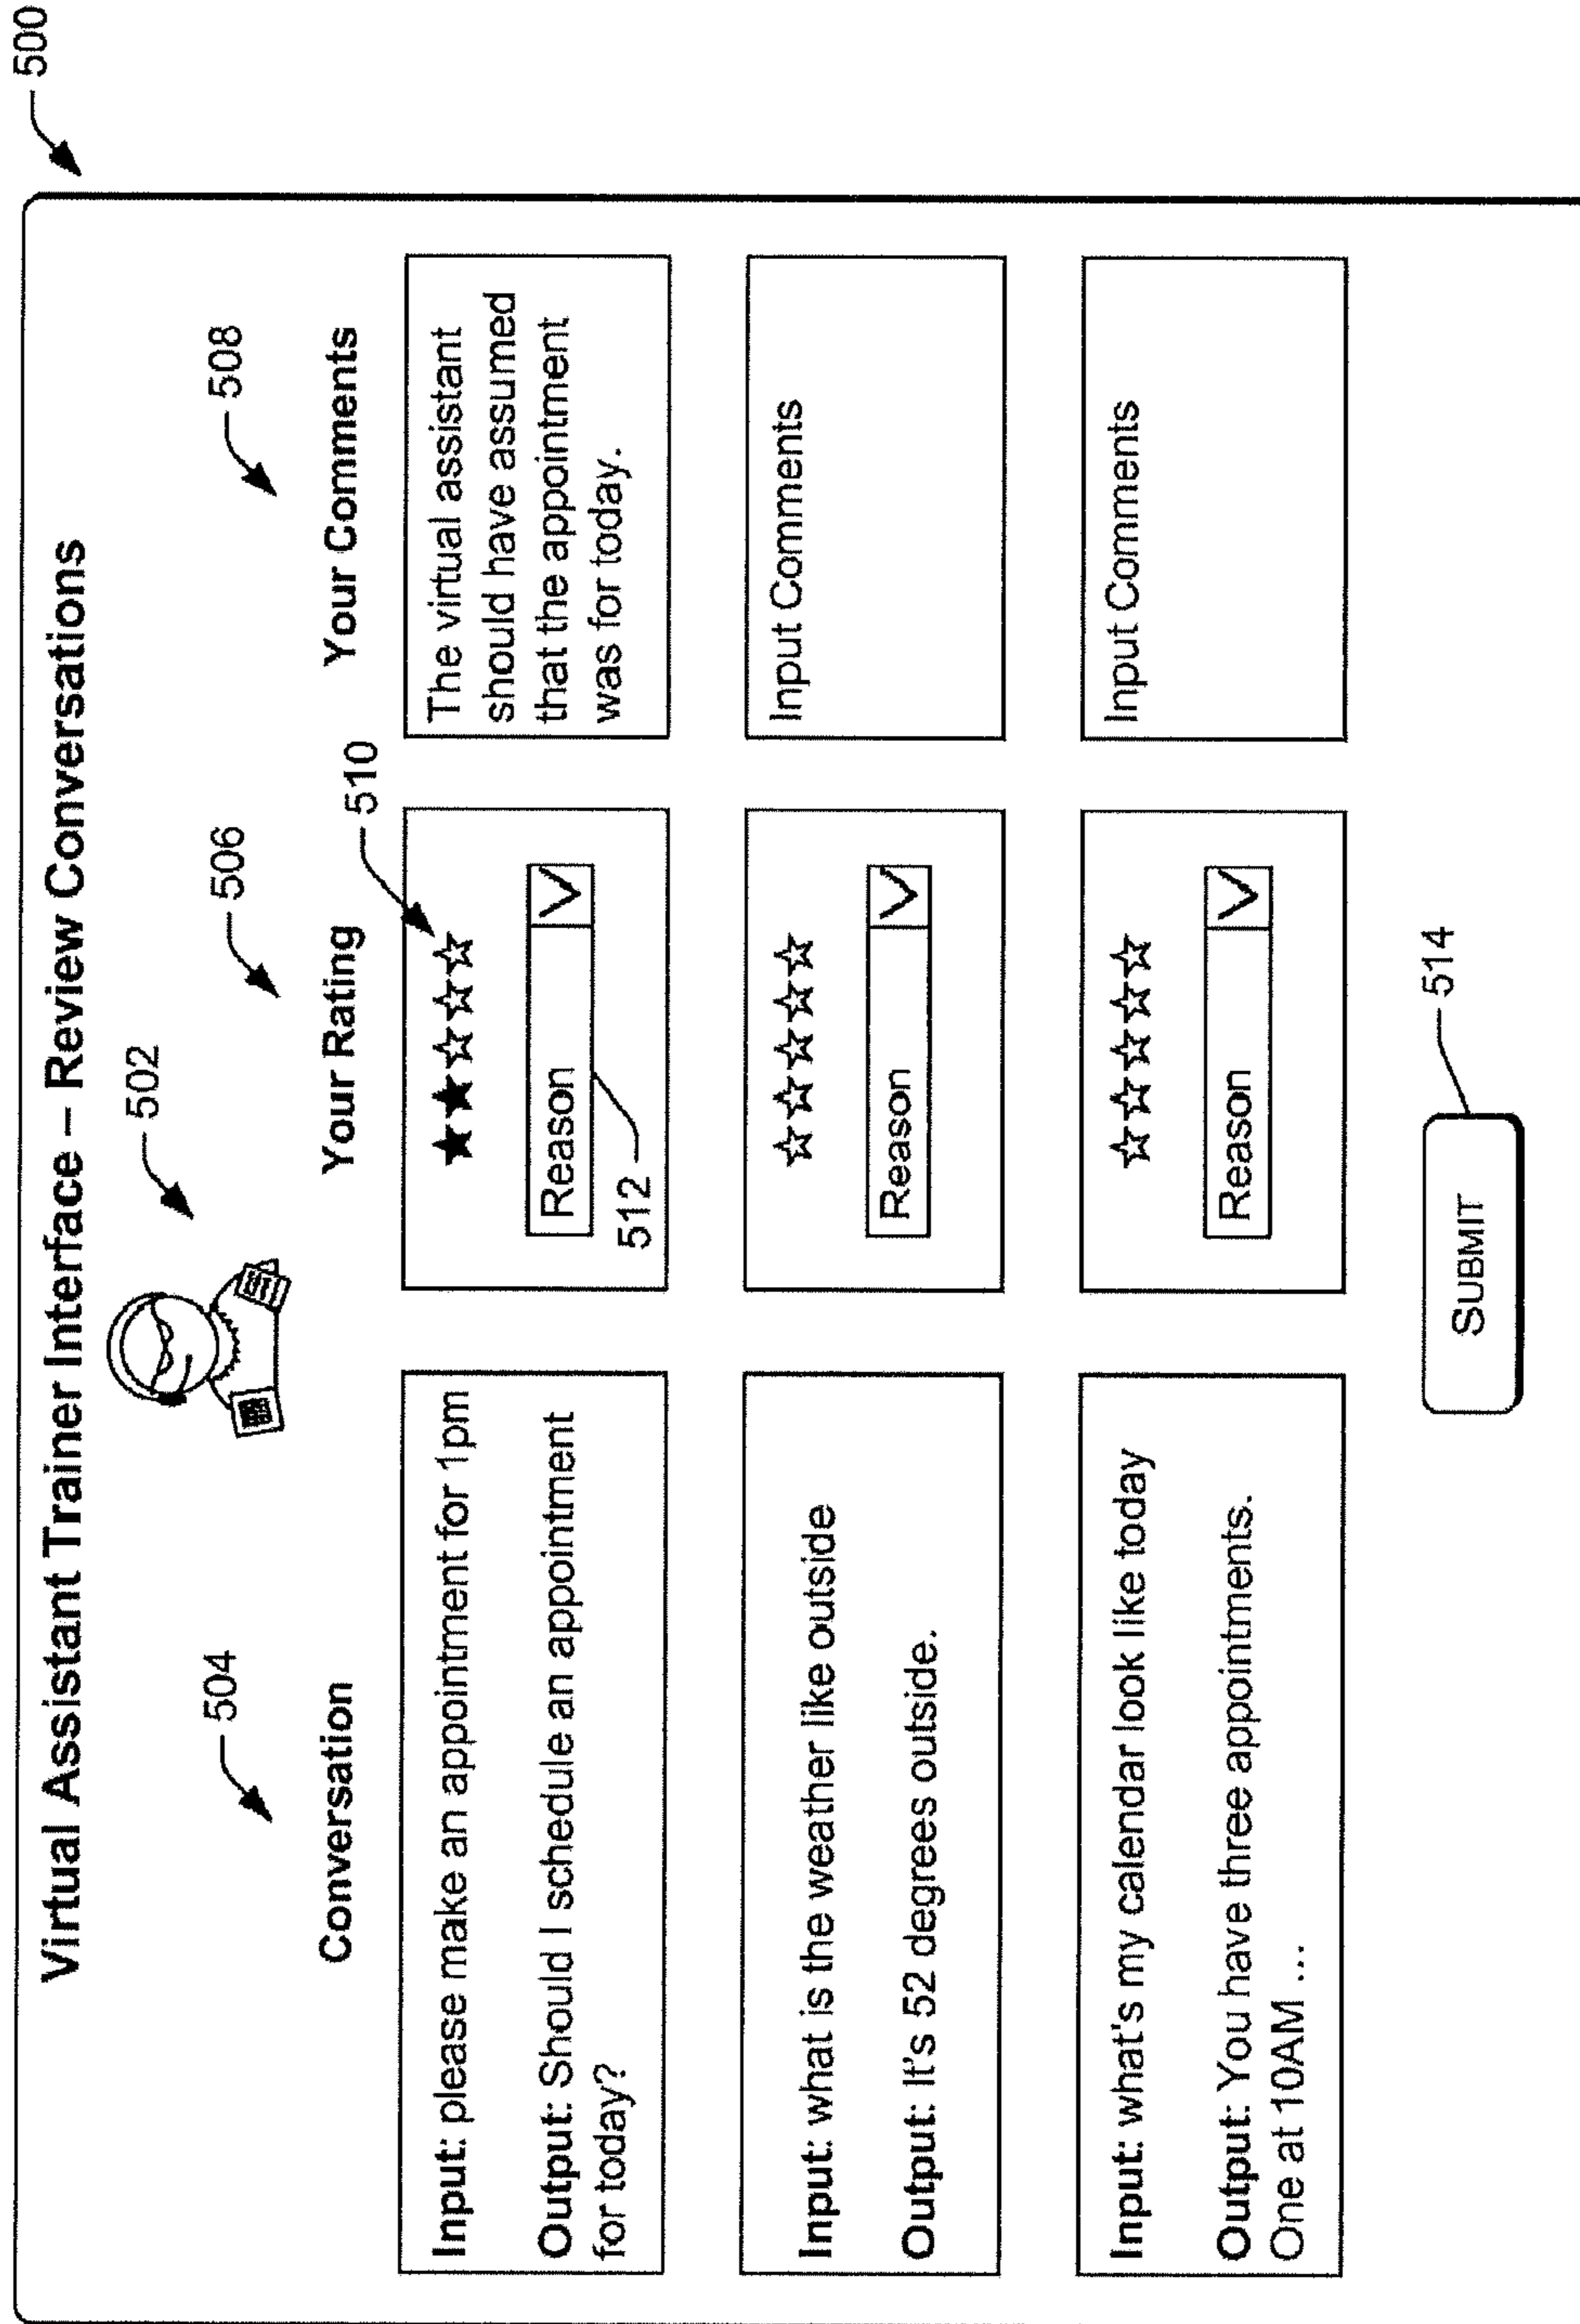 500
Virtual Assistant Trainer Interface – Review Conversations
502
504
506
508
Conversation
Your Rating
Your Comments
Input: please make an appointment for 1pm
Output: Should I schedule an appointment
for today?
510
Reason
512
The virtual assistant
should have assumed
that the appointment
was for today.
Input: what is the weather like outside
Output: It's 52 degrees outside.
Reason
Input Comments
Input: what's my calendar look like today
Output: You have three appointments.
One at 10AM ...
Reason
Input Comments
SUBMIT
514